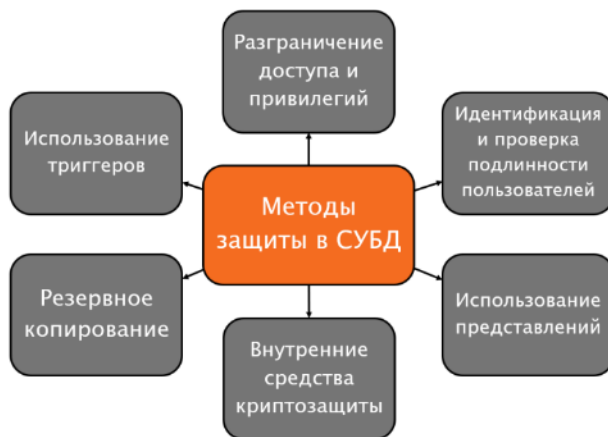 Разграничение
доступа и
привилегий
Использование
триггеров
Идентификация
и проверка
подлинности
пользователей
Методы
защиты в СУБД
Резервное
копирование
Использование
представлений
Внутренние
средства
криптозащиты